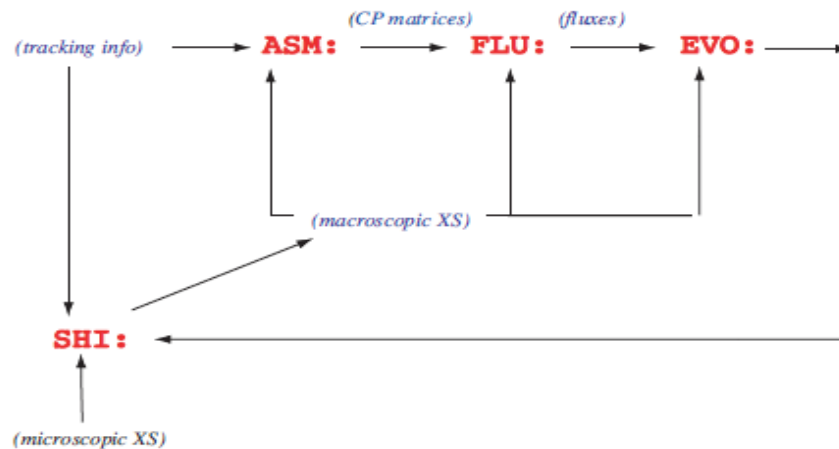 (CP matrices) (fluxes)
(tracking info) ASM: FLU: EVO:
(macroscopic XS)
SHI:
(microscopic XS)